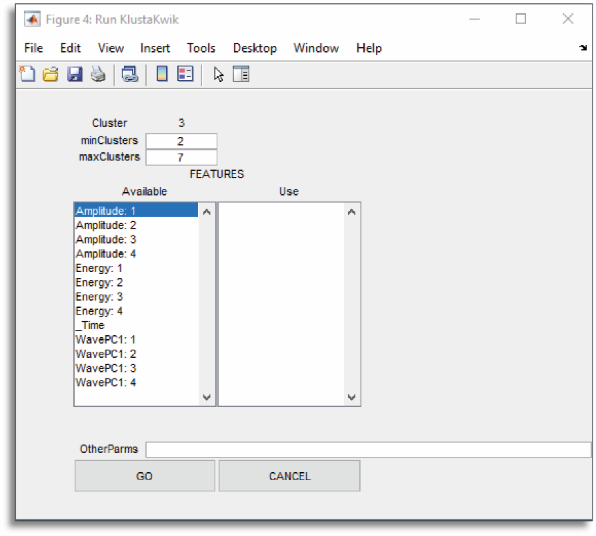 Figure 4: Run KlustaKwik
File Edit View Insert Tools Desktop Window Help
Cluster 3
minClusters 2
maxClusters 7
FEATURES
Available Use
Amplitude: 1
Amplitude: 2
Amplitude: 3
Amplitude: 4
Energy: 1
Energy: 2
Energy: 3
Energy: 4
_Time
WavePC1: 1
WavePC1: 2
WavePC1: 3
WavePC1: 4
OtherParms
GO CANCEL